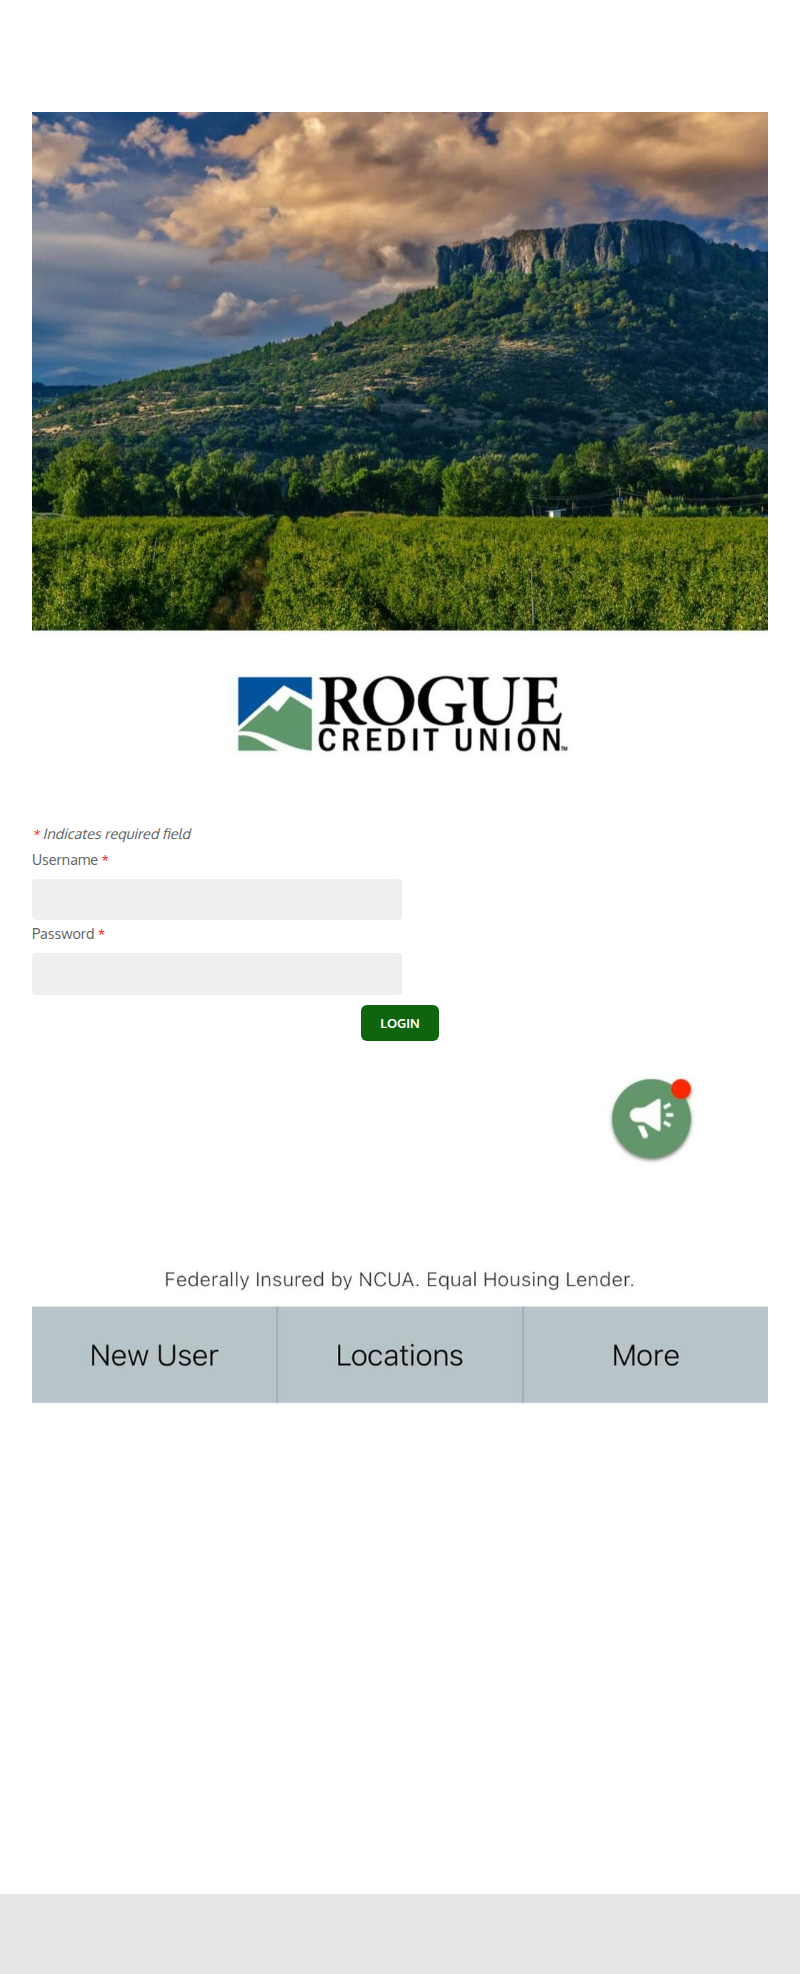 ROGUE
CREDIT UNION™
* Indicates required field
Username *
Password *
LOGIN
Federally Insured by NCUA. Equal Housing Lender.
New User
Locations
More